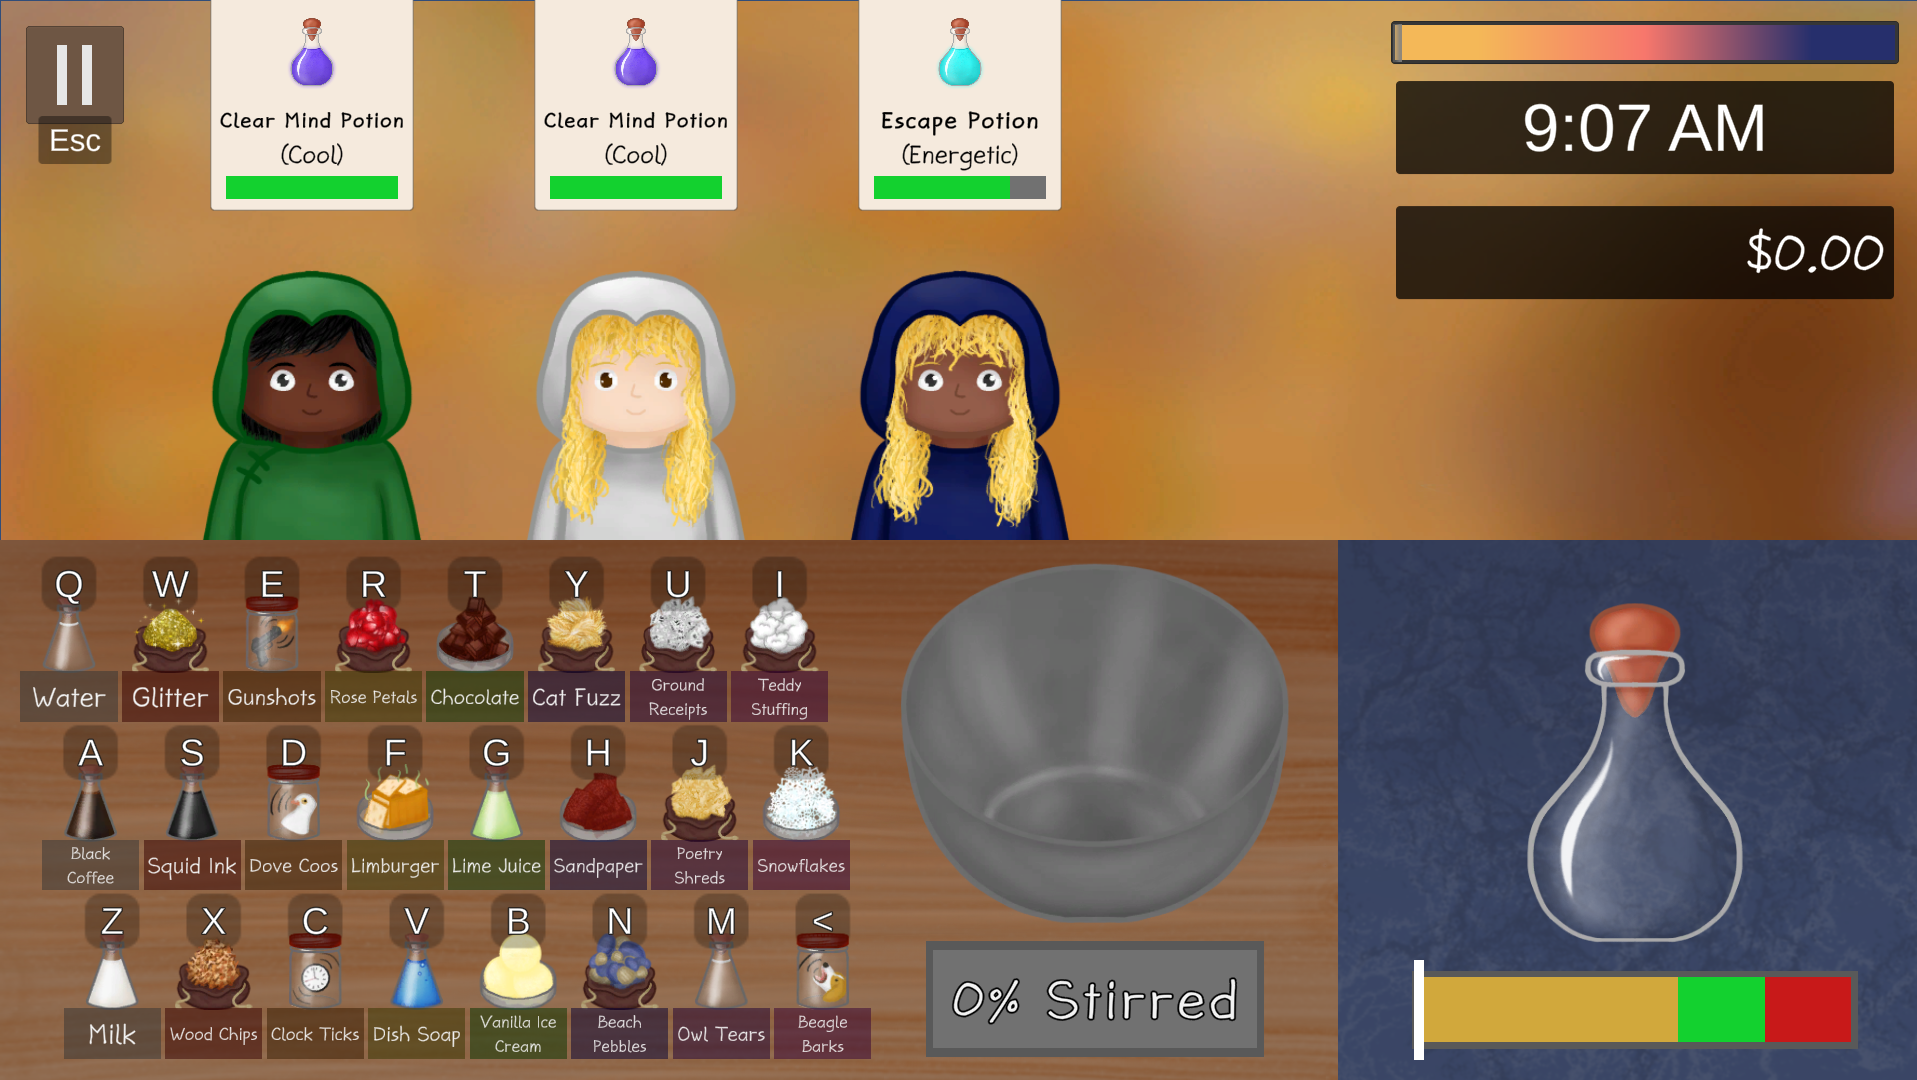 Esc
Clear Mind Potion
(Cool)
Clear Mind Potion
(Cool)
Escape Potion
(Energetic)
9:07 AM
$0.00
Q
W
E
R
T
Y
U
I
Water
Glitter
Gunshots
Rose Petals
Chocolate
Cat Fuzz
Ground
Receipts
Teddy
Stuffing
A
S
D
F
G
H
J
K
Black
Coffee
Squid Ink
Dove Coos
Limburger
Lime Juice
Sandpaper
Poetry
Shreds
Snowflakes
Z
X
C
V
B
N
M
<
Milk
Wood Chips
Clock Ticks
Dish Soap
Vanilla Ice
Cream
Beach
Pebbles
Owl Tears
Beagle
Barks
0% Stirred